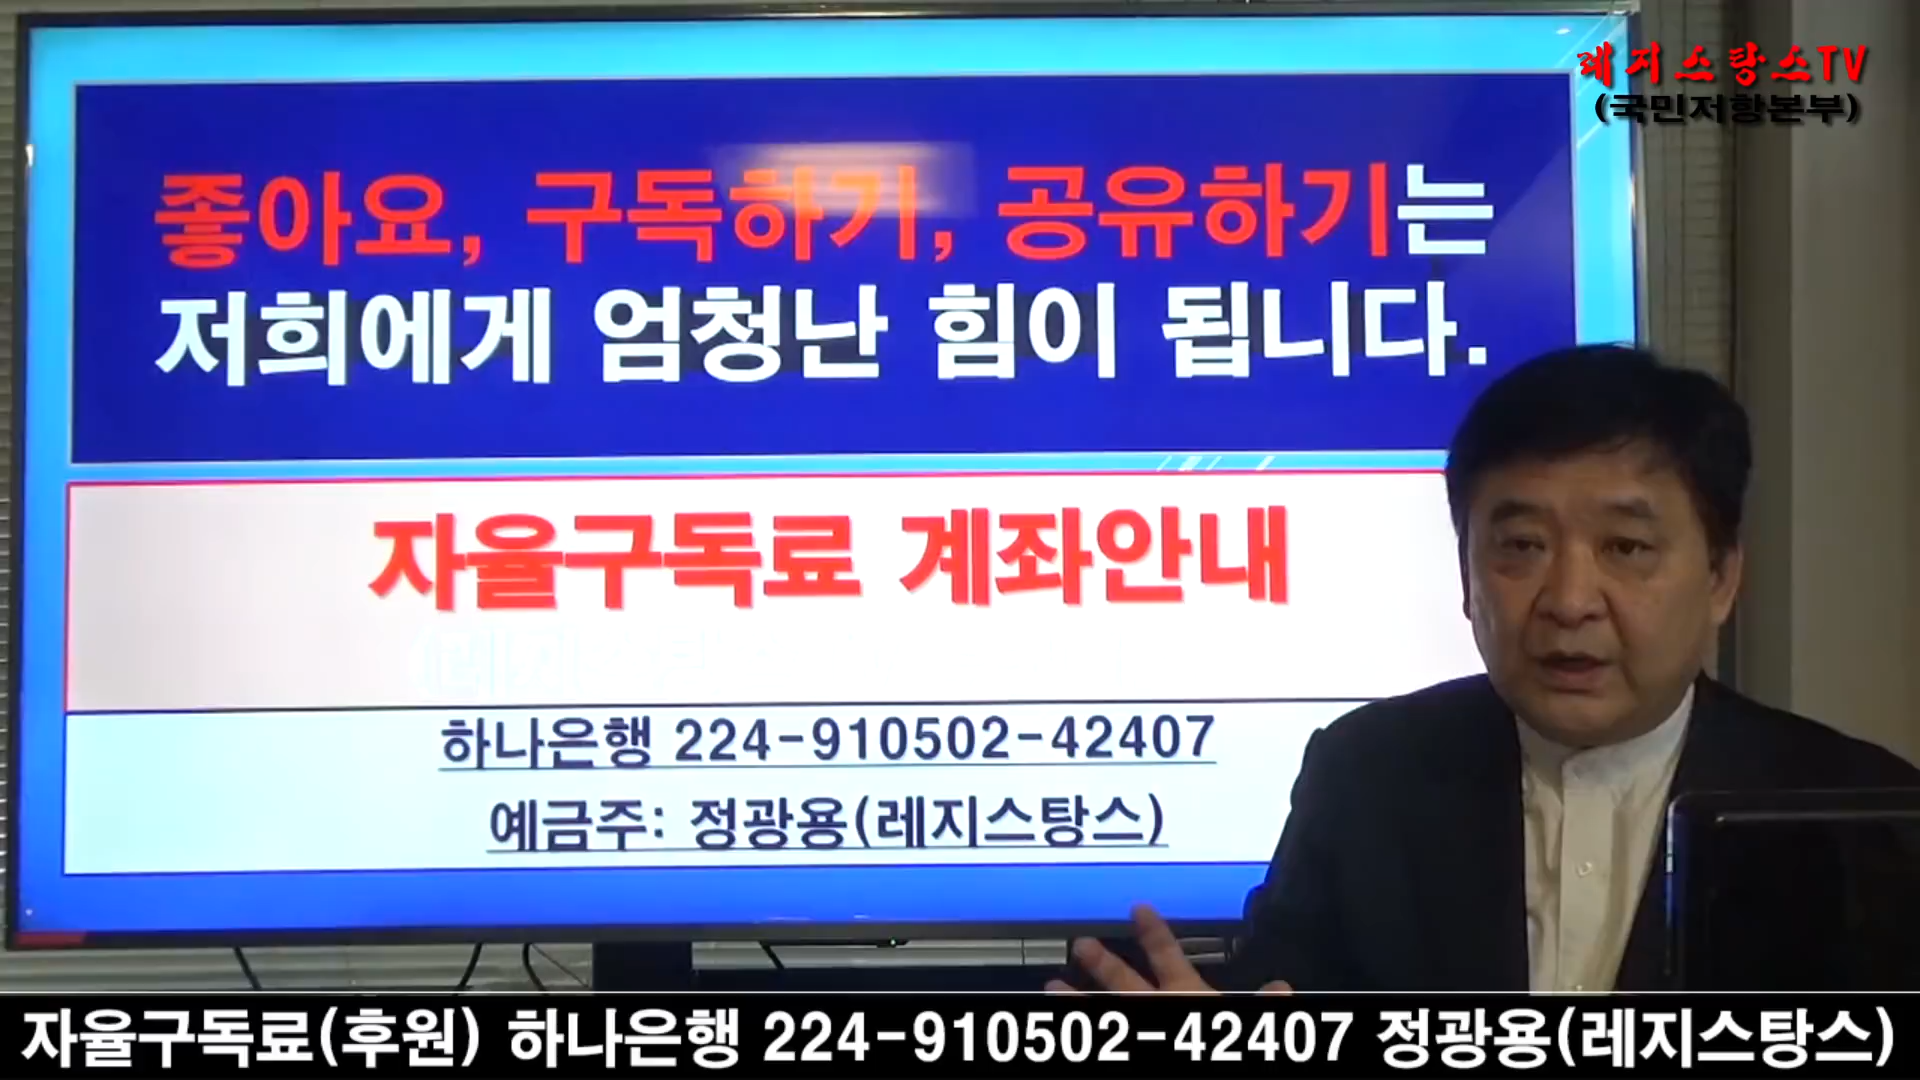 레지스탕스TV
(국민저항본부)
좋아요, 구독하기, 공유하기는
저희에게 엄청난 힘이 됩니다.
자율구독료 계좌안내
하나은행 224-910502-42407
예금주: 정광용(레지스탕스)
자율구독료(후원) 하나은행 224-910502-42407 정광용(레지스탕스)